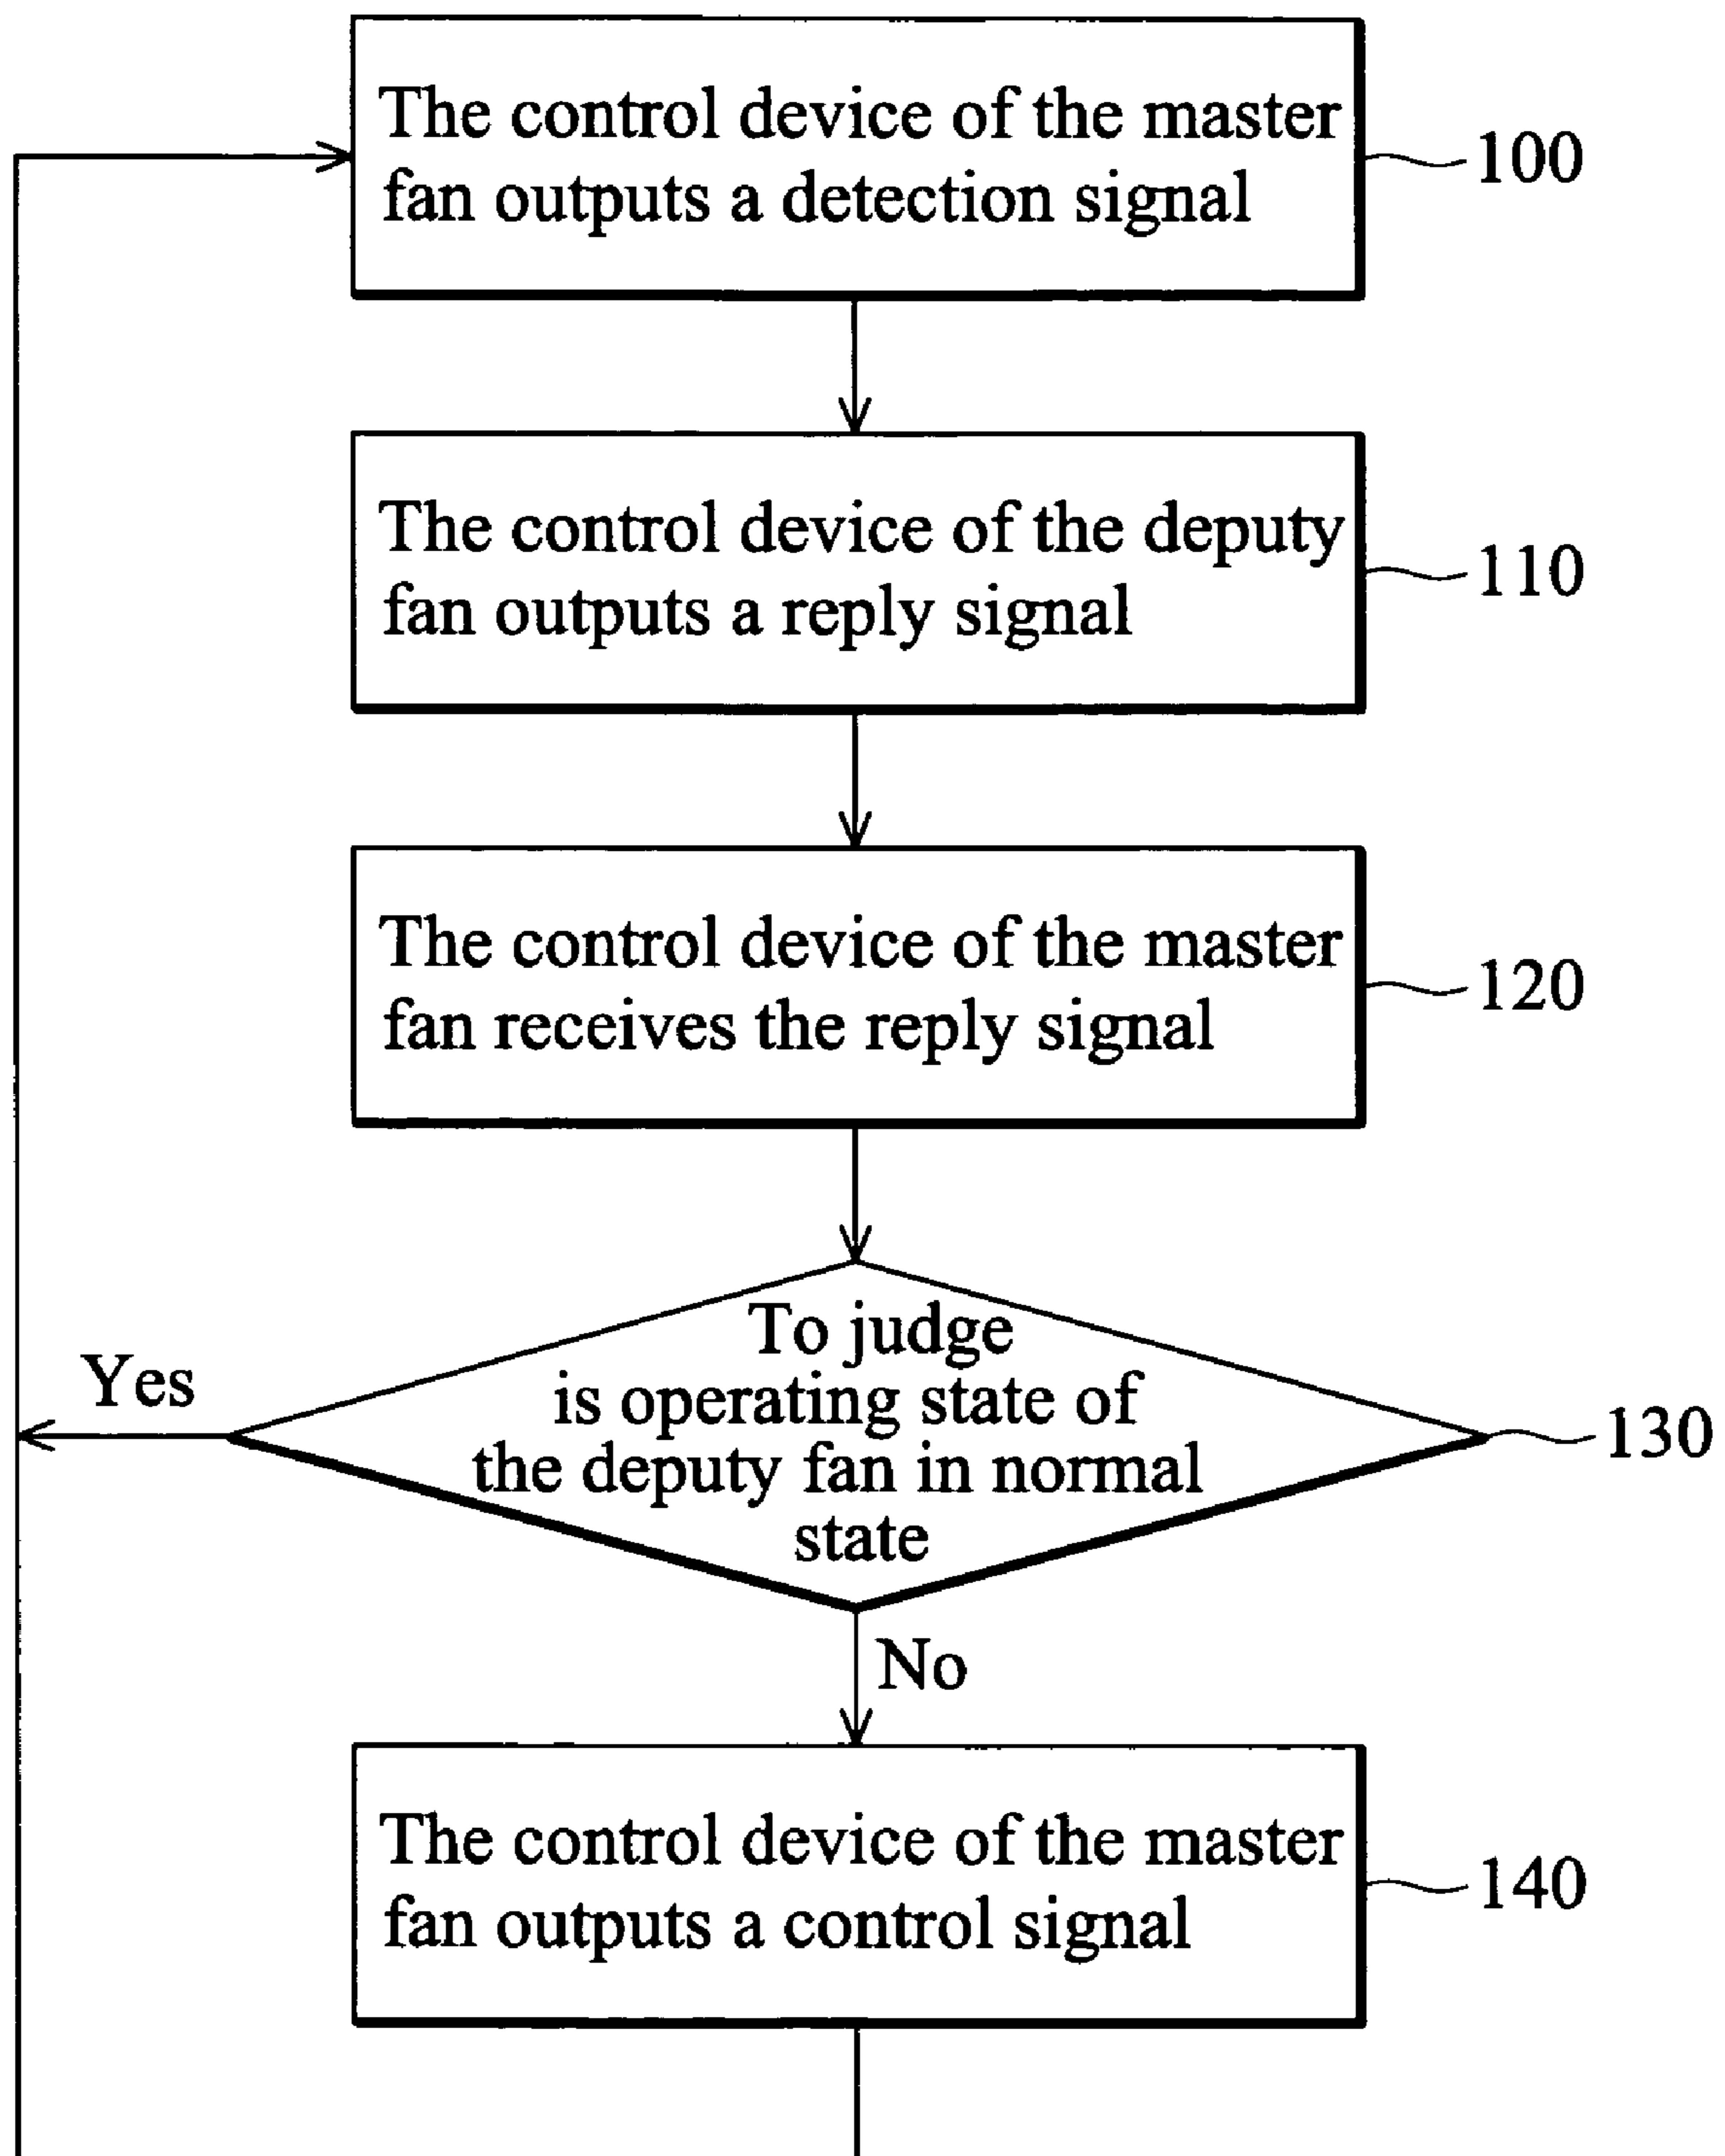 The control device of the master
fan outputs a detection signal
100
The control device of the deputy
fan outputs a reply signal
110
The control device of the master
fan receives the reply signal
120
To judge
is operating state of
the deputy fan in normal
state
130
Yes
No
The control device of the master
fan outputs a control signal
140